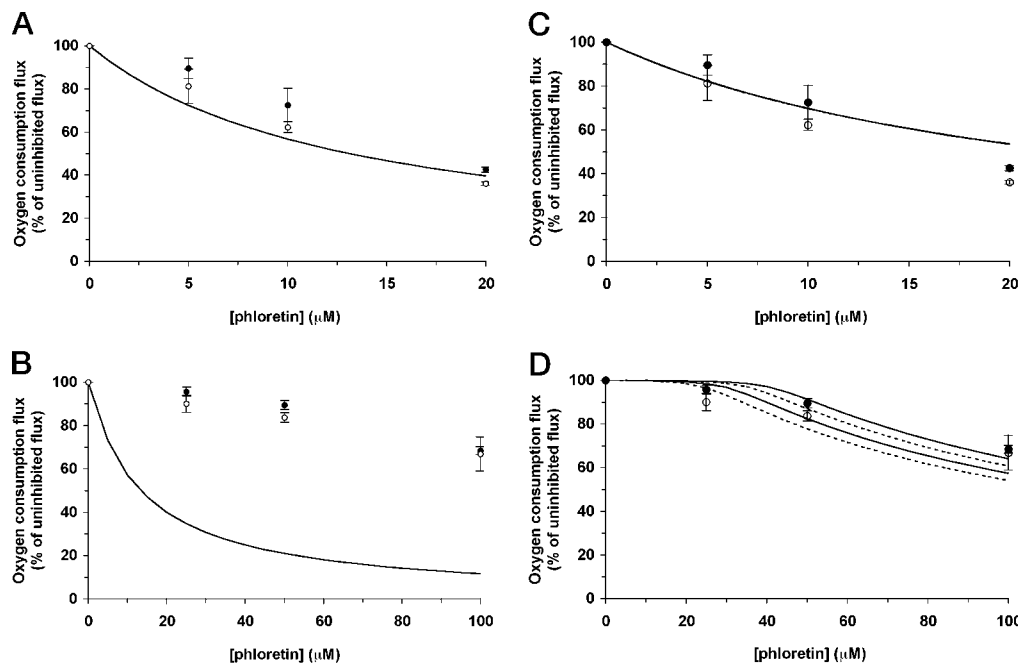 A
Oxygen consumption flux
(% of uninhibited flux)
100
80
60
40
20
0
0
5
10
15
20
[phloretin] (μM)
C
Oxygen consumption flux
(% of uninhibited flux)
100
80
60
40
20
0
0
5
10
15
20
[phloretin] (μM)
B
Oxygen consumption flux
(% of uninhibited flux)
100
80
60
40
20
0
0
20
40
60
80
100
[phloretin] (μM)
D
Oxygen consumption flux
(% of uninhibited flux)
100
80
60
40
20
0
0
20
40
60
80
100
[phloretin] (μM)